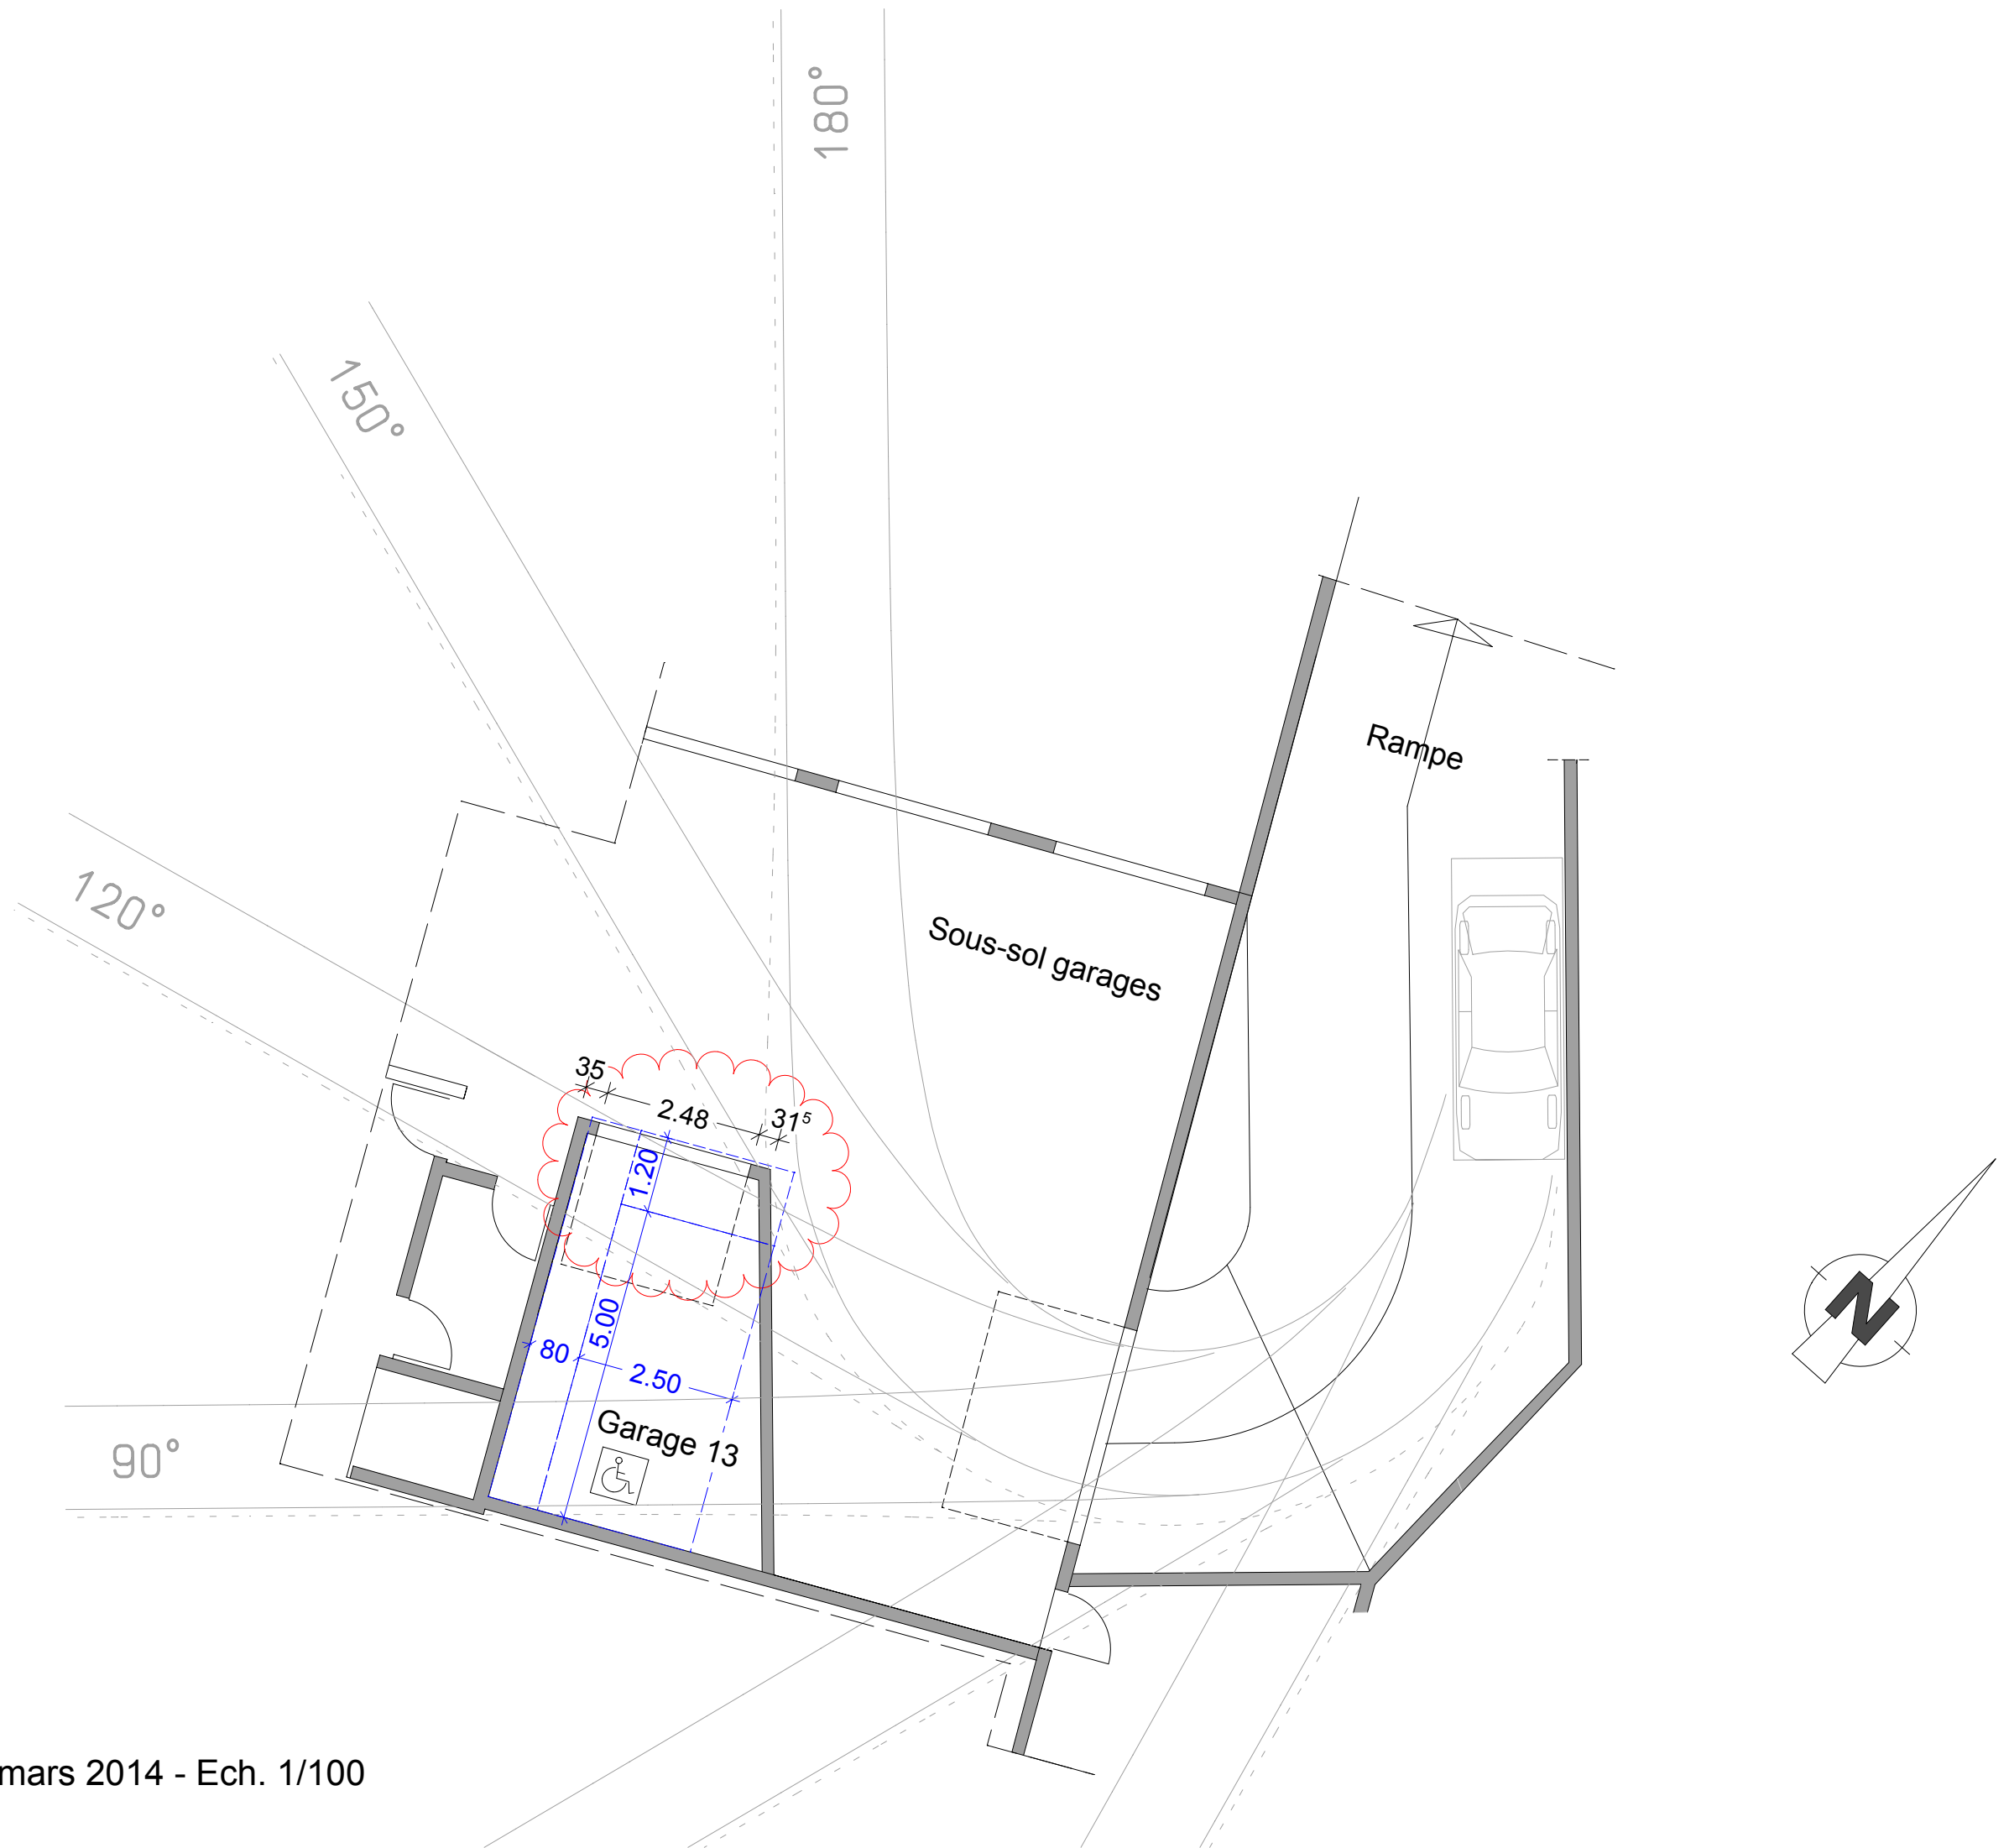 180°
150°
Rampe
120°
Sous-sol garages
35
2.48
31⁵
1.20
5.00
80
2.50
Garage 13
90°
N
mars 2014 - Ech. 1/100